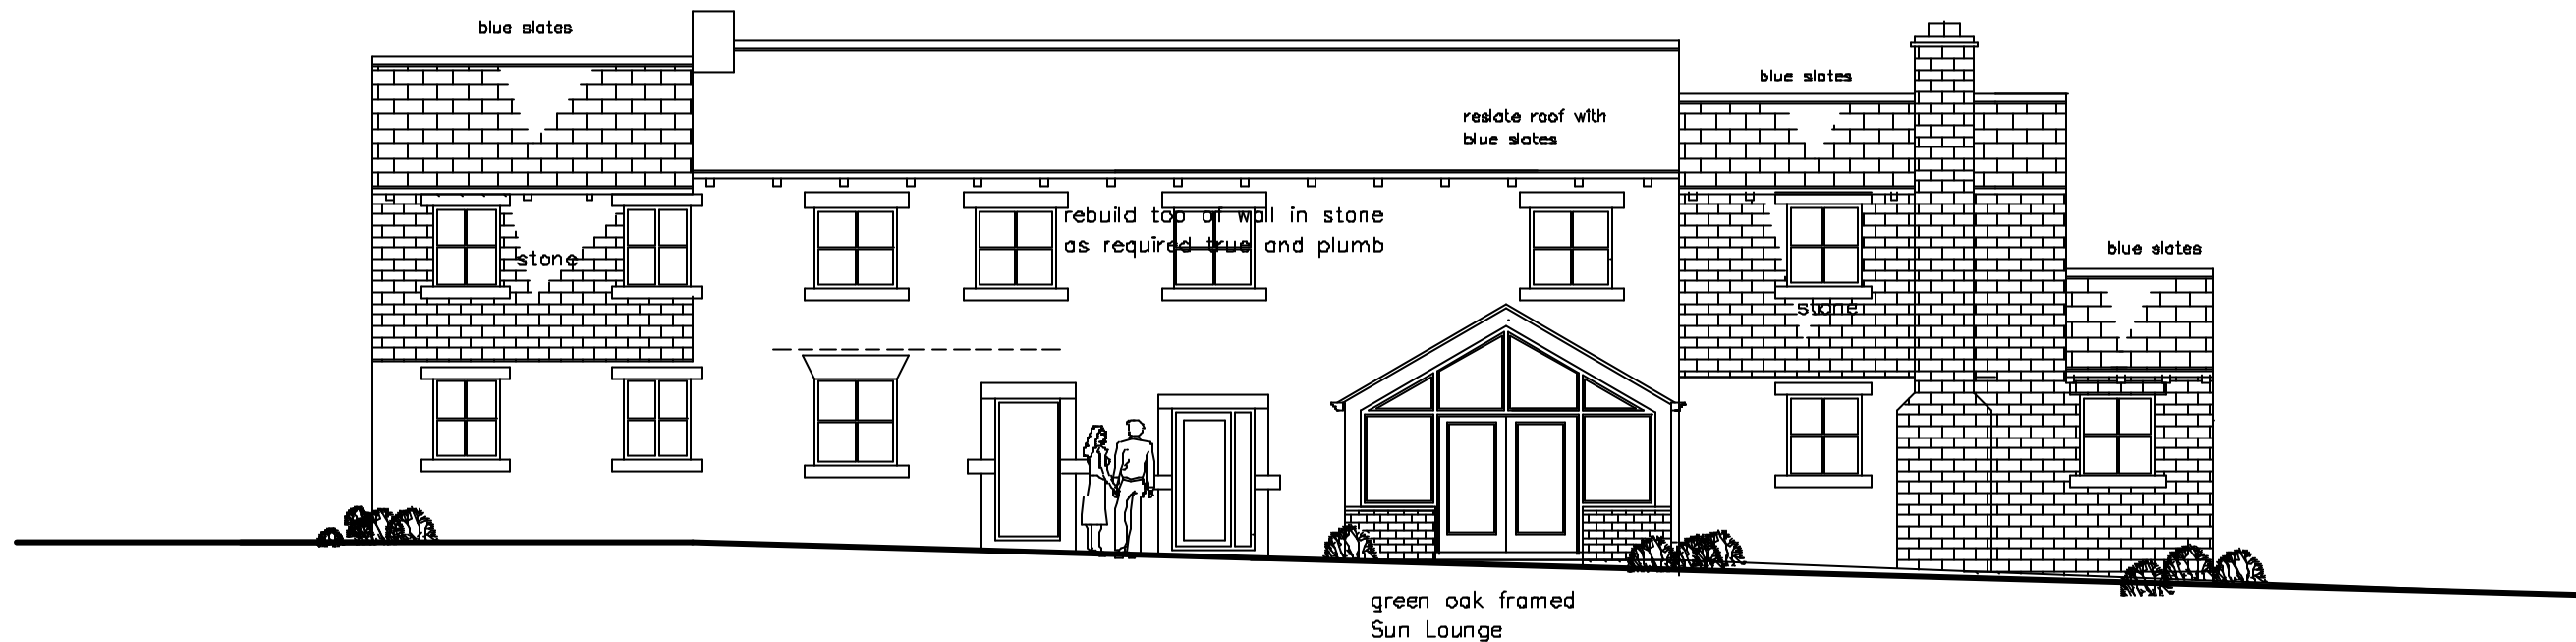 blue slates
blue slates
reslate roof with
blue slates
rebuild top of wall in stone
as required true and plumb
stone
blue slates
stone
green oak framed
Sun Lounge